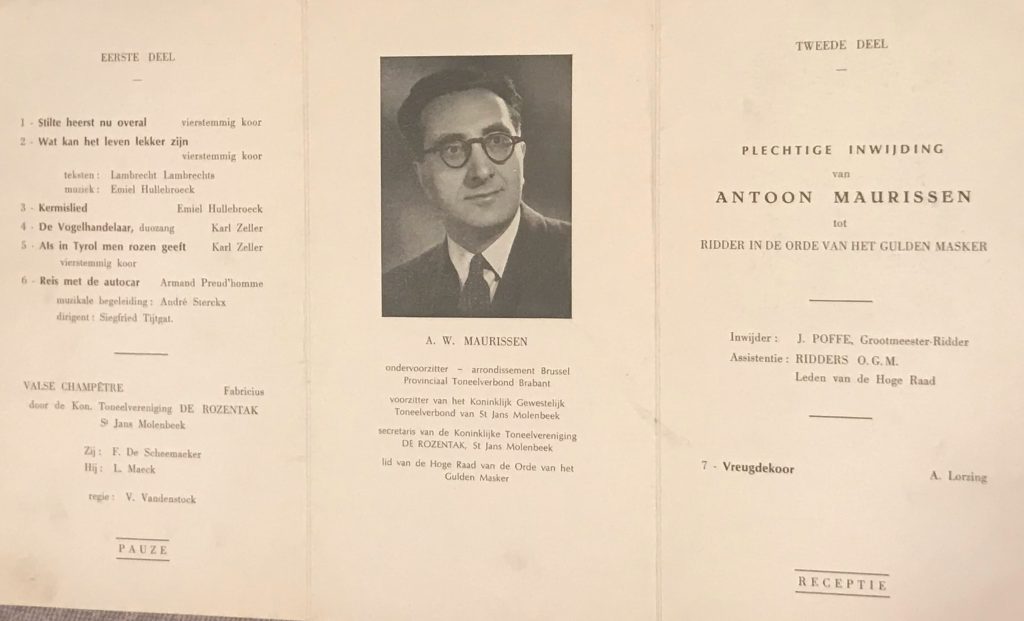 EERSTE DEEL
1 - Stilte heerst nu overal vierstemmig koor
2 - Wat kan het leven lekker zijn
vierstemmig koor
teksten : Lambrecht Lambrechts
muziek : Emiel Hullebroeck
3 - Kermislied Emiel Hullebroeck
4 - De Vogelhandelaar, duozang Karl Zeller
5 - Als in Tyrol men rozen geeft Karl Zeller
vierstemmig koor
6 - Reis met de autocar Armand Preud'homme
muzikale begeleiding : André Sterckx
dirigent : Siegfried Tijtgat.
VALSE CHAMPÊTRE Fabricius
door de Kon. Toneelvereniging DE ROZENTAK
St Jans Molenbeek
Zij : F. De Scheemaeker
Hij : L. Maeck
regie : V. Vandenstock
PAUZE
A. W. MAURISSEN
ondervoorzitter – arrondissement Brussel
Provinciaal Toneelverbond Brabant
voorzitter van het Koninklijk Gewestelijk
Toneelverbond van St Jans Molenbeek
secretaris van de Koninklijke Toneelvereniging
DE ROZENTAK, St Jans Molenbeek
lid van de Hoge Raad van de Orde van het
Gulden Masker
TWEEDE DEEL
PLECHTIGE INWIJDING
van
ANTOON MAURISSEN
tot
RIDDER IN DE ORDE VAN HET GULDEN MASKER
Inwijder : J. POFFE, Grootmeester-Ridder
Assistentie : RIDDERS O.G.M.
Leden van de Hoge Raad
7 - Vreugdekoor A. Lorzing
RECEPTIE